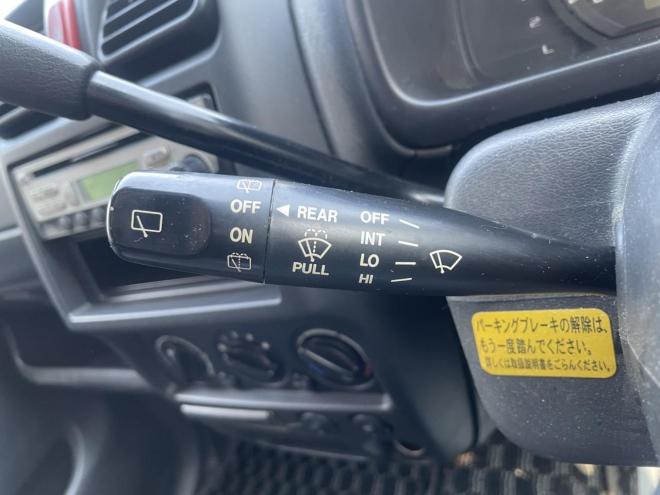 OFF
ON
◀ REAR
PULL
OFF
INT
LO
HI
パーキングブレーキの解除は、
もう一度踏んでください。
詳しくは取扱説明書をごらんください。
L